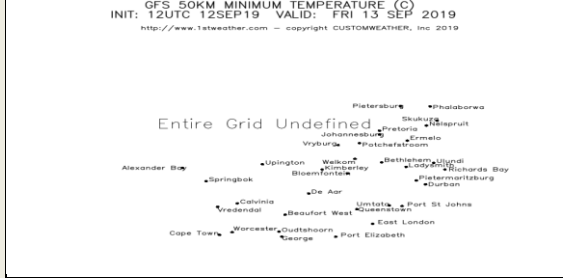 GFS 50KM MINIMUM TEMPERATURE (C)
INIT: 12UTC 12SEP19 VALID: FRI 13 SEP 2019
http://www.1stweather.com – copyright CUSTOMWEATHER, Inc 2019
Pietersburg Phalaborwa
Entire Grid Undefined
Skukuza
Nelspruit
Pretoria
Johannesburg
Ermelo
Vryburg Potchefstroom
Alexander Bay
Upington
Welkom
Bethlehem Ulundi
Kimberley
Ladysmith
Richards Bay
Bloemfontein
Springbok
Pietermaritzburg
Durban
De Aar
Calvinia
Umtata Port St Johns
Vredendal
Queenstown
Beaufort West
East London
Cape Town Worcester Oudtshoorn
George Port Elizabeth